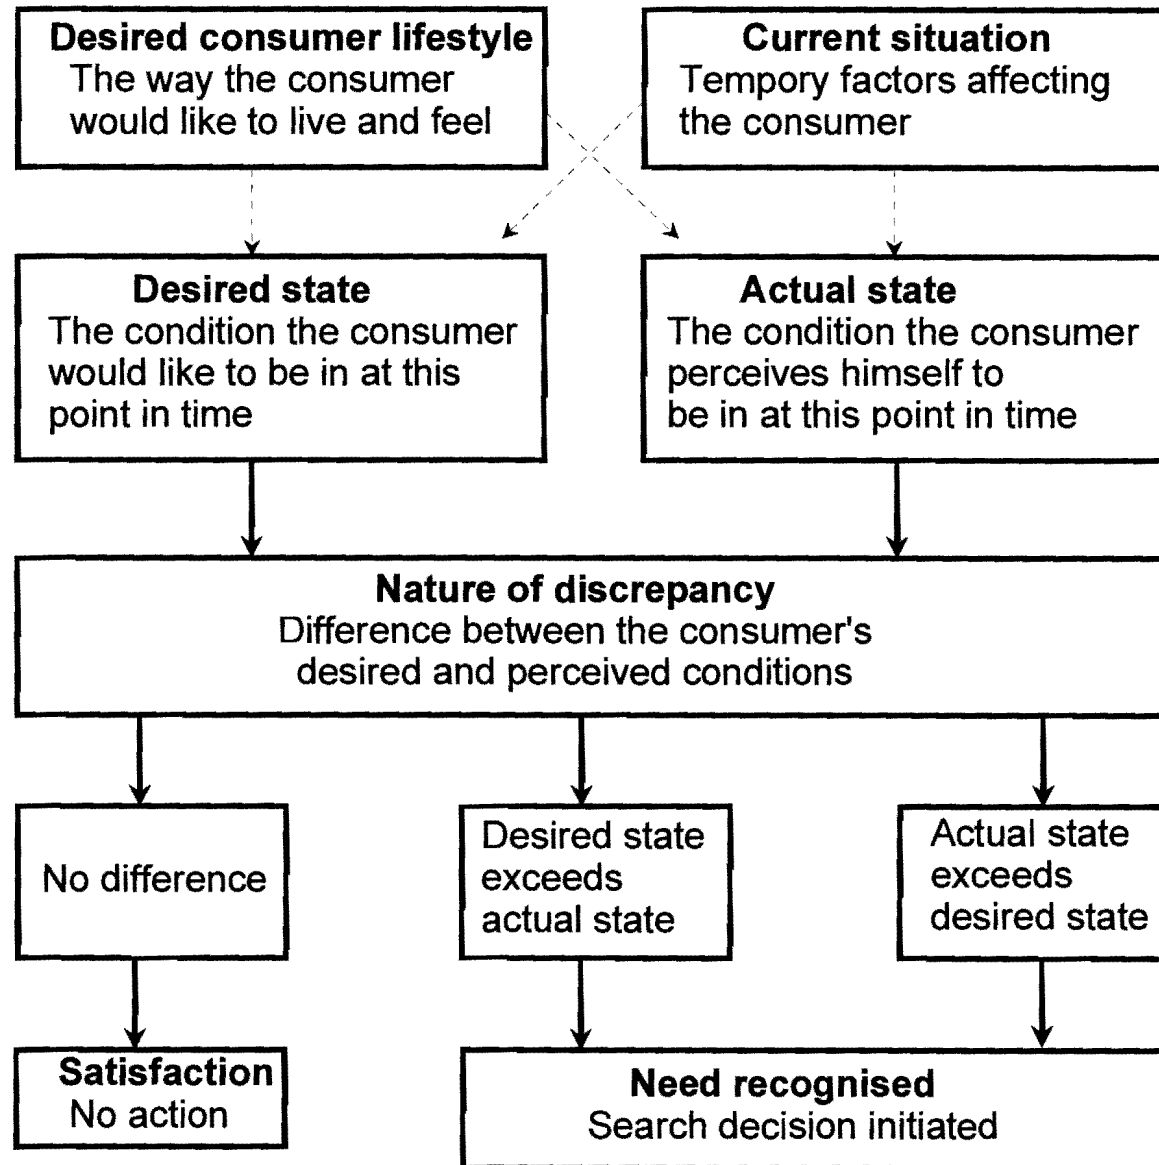 Desired consumer lifestyle
The way the consumer
would like to live and feel
Current situation
Tempory factors affecting
the consumer
Desired state
The condition the consumer
would like to be in at this
point in time
Actual state
The condition the consumer
perceives himself to
be in at this point in time
Nature of discrepancy
Difference between the consumer's
desired and perceived conditions
No difference
Desired state
exceeds
actual state
Actual state
exceeds
desired state
Satisfaction
No action
Need recognised
Search decision initiated